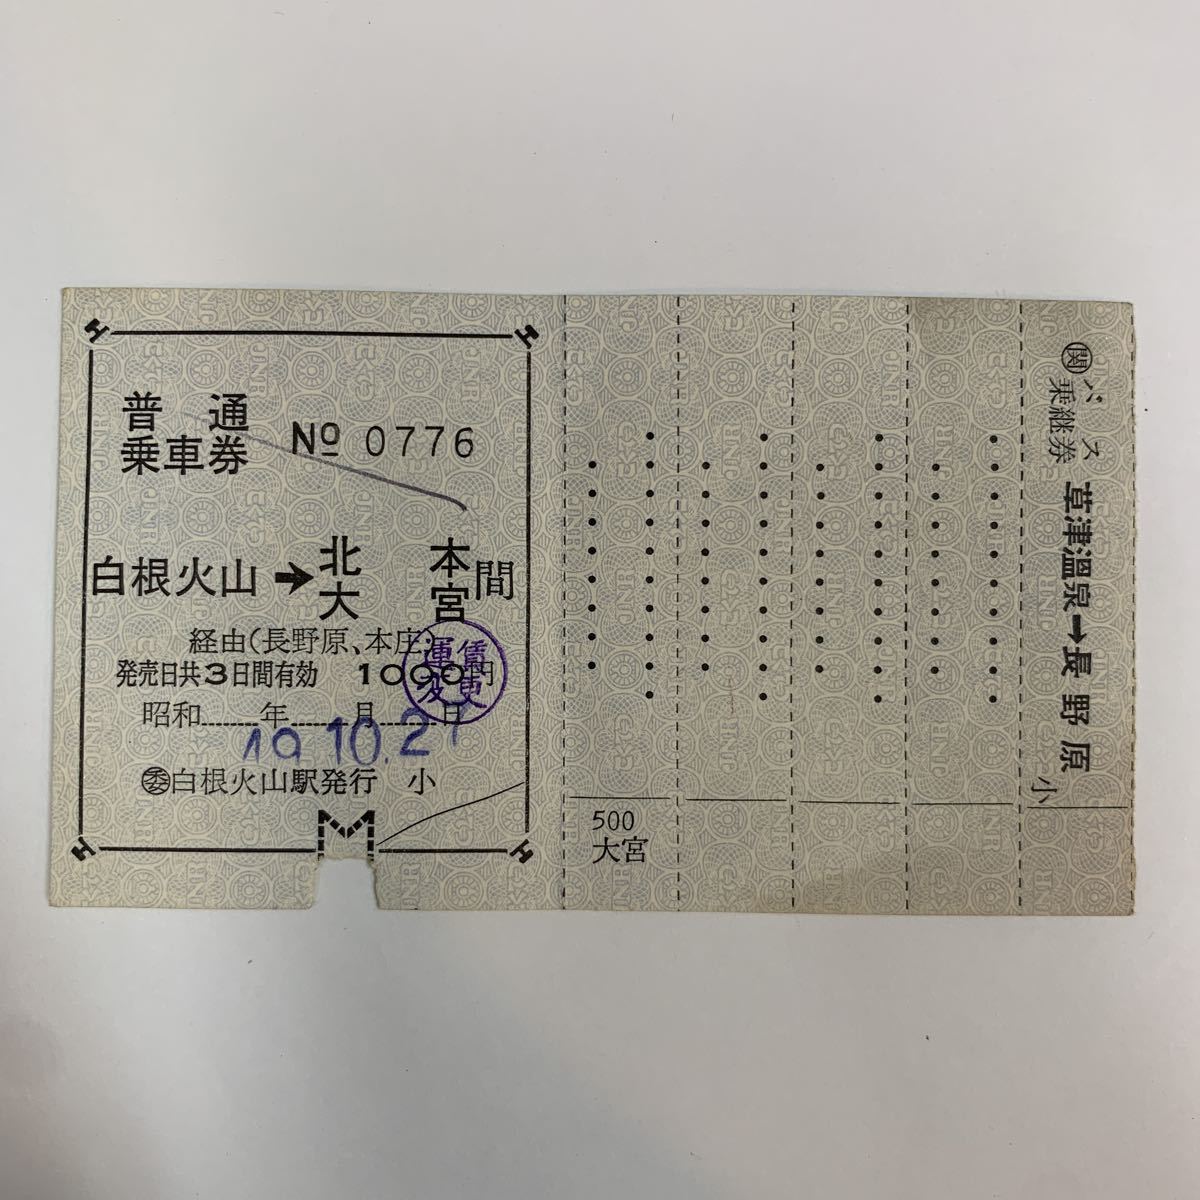 普通
乗車券 No 0776
白根火山➔北本
大宮間
経由(長野原、本庄)
発売日共3日間有効 1000円
運賃
変更
昭和 年 月 日
49.10.27
㊙委白根火山駅発行 小
500
大宮
関 バス
乗継券
草津温泉➔長野原
小